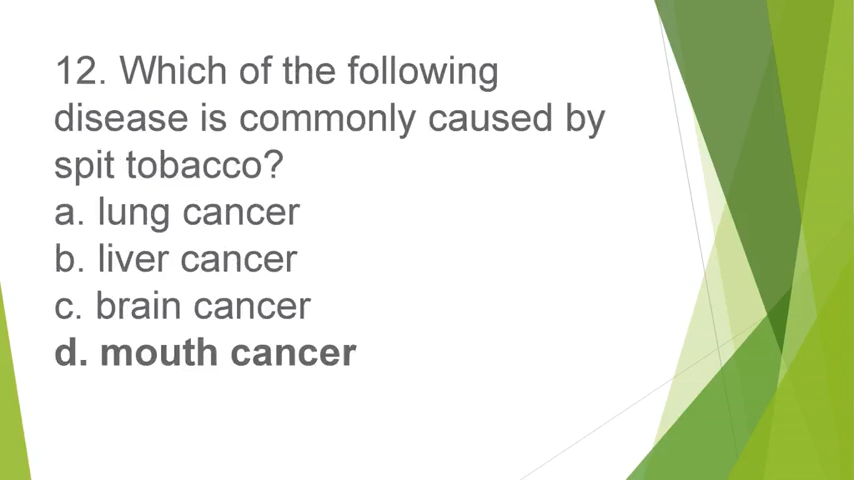 12. Which of the following
disease is commonly caused by
spit tobacco?
a. lung cancer
b. liver cancer
c. brain cancer
d. mouth cancer